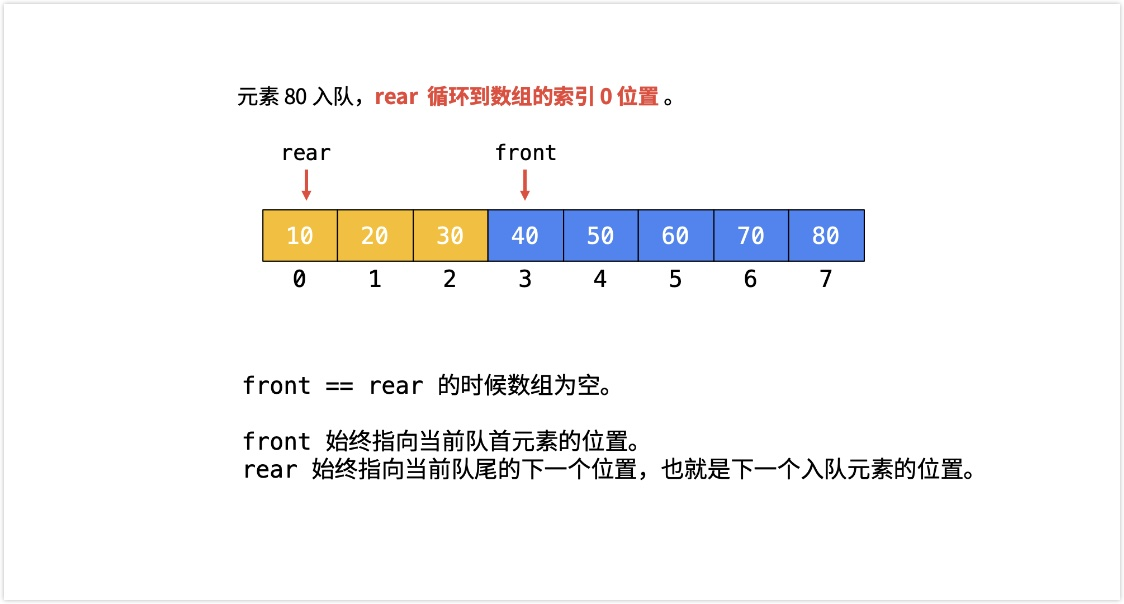 元素 80 入队，rear 循环到数组的索引 0 位置 。
rear front
10 20 30 40 50 60 70 80
0 1 2 3 4 5 6 7
front == rear 的时候数组为空。
front 始终指向当前队首元素的位置。
rear 始终指向当前队尾的下一个位置，也就是下一个入队元素的位置。